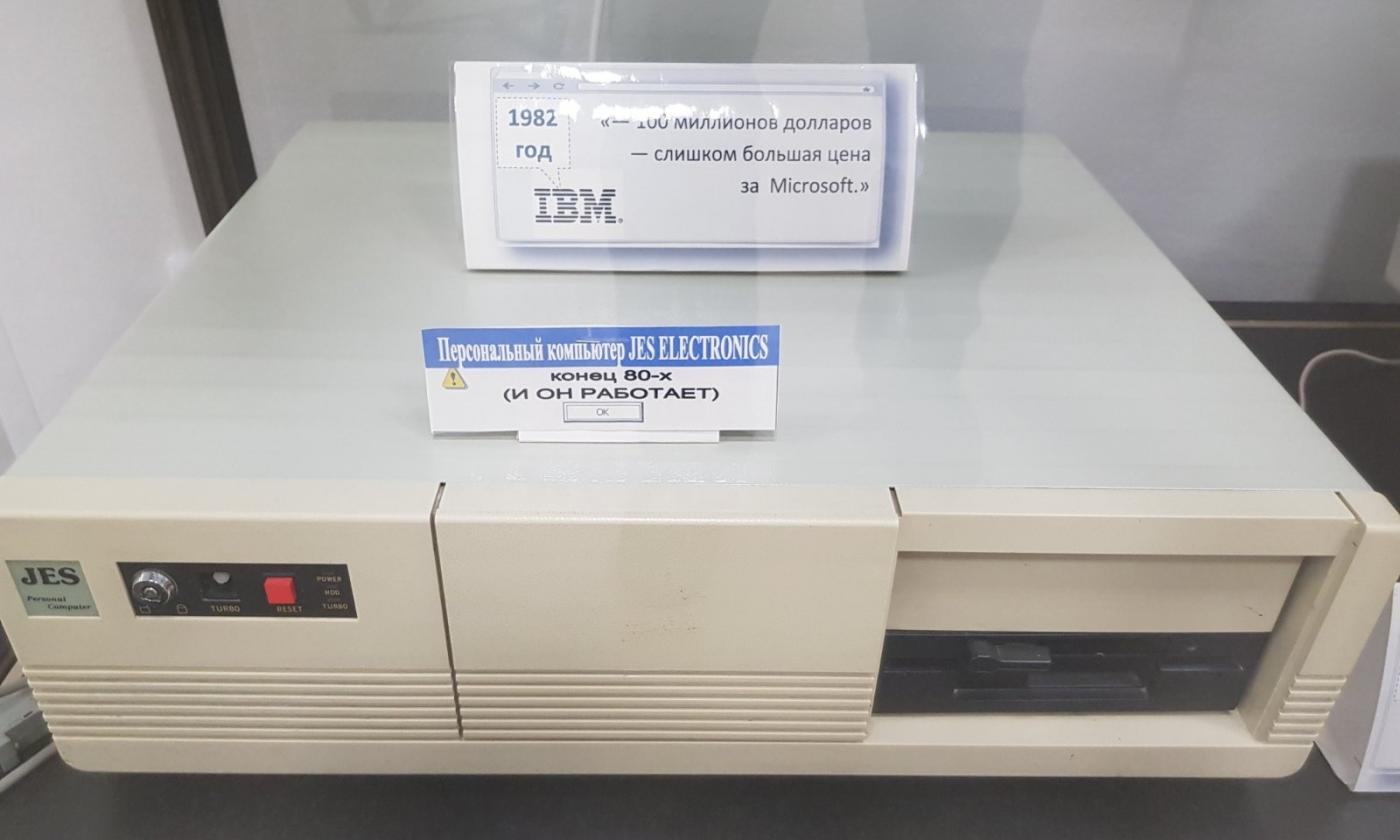 1982
год
«— 100 миллионов долларов
— слишком большая цена
за Microsoft.»
IBM®
Персональный компьютер JES ELECTRONICS
конец 80-х
(И ОН РАБОТАЕТ)
OK
JES
Personal
Computer
TURBO
RESET
POWER
HDD
TURBO